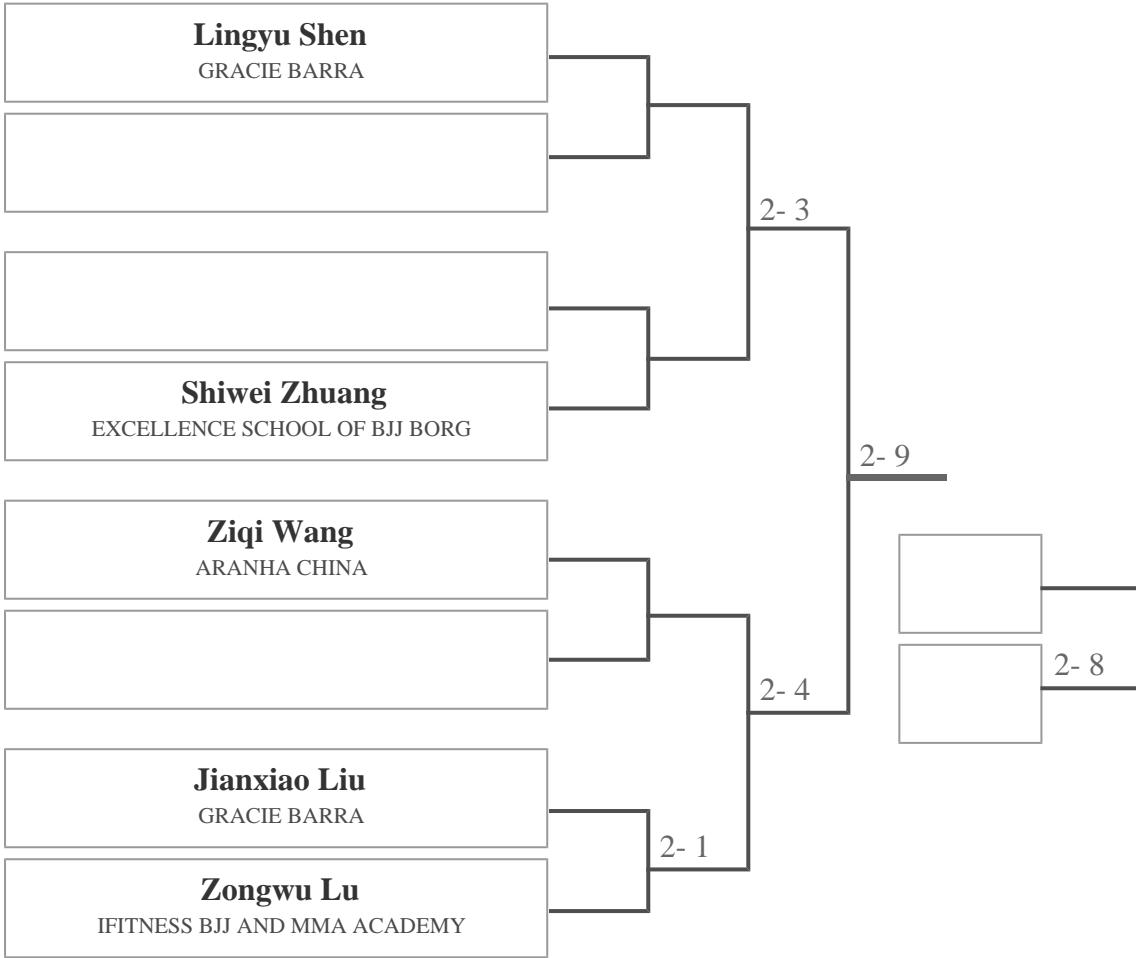 Lingyu Shen
GRACIE BARRA
2- 3
Shiwei Zhuang
EXCELLENCE SCHOOL OF BJJ BORG
2- 9
Ziqi Wang
ARANHA CHINA
2- 8
2- 4
Jianxiao Liu
GRACIE BARRA
2- 1
Zongwu Lu
IFITNESS BJJ AND MMA ACADEMY